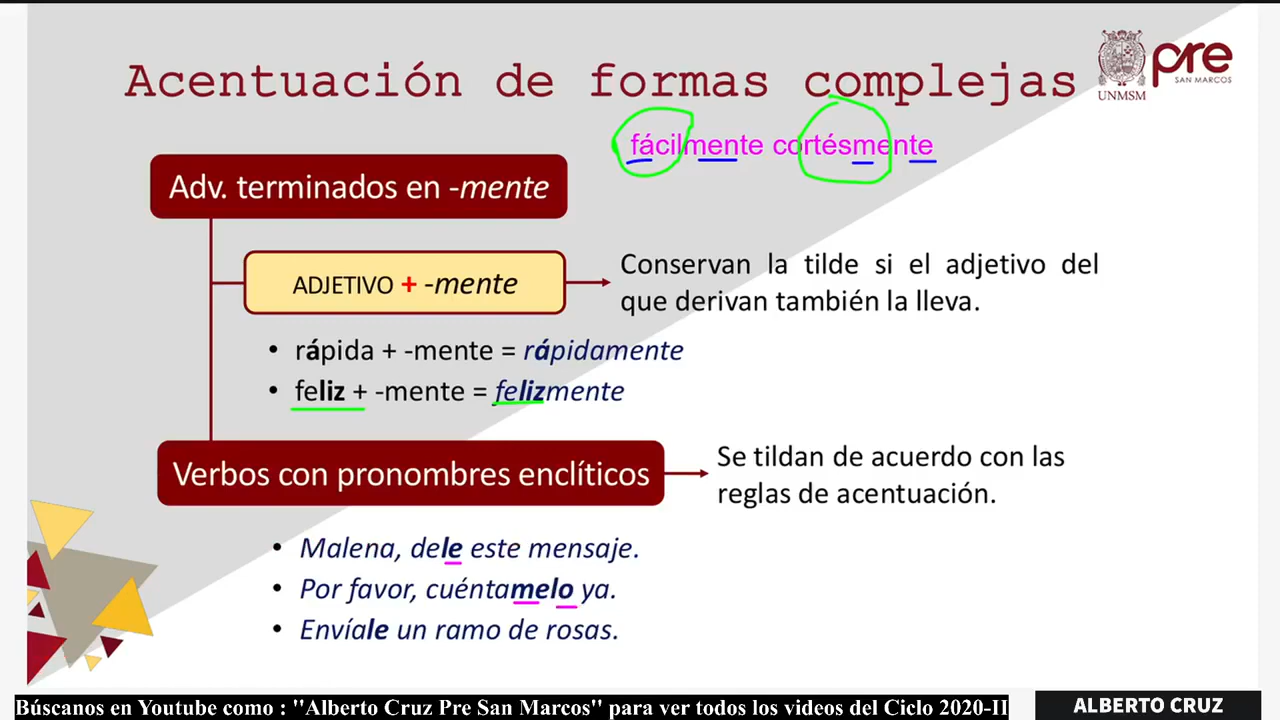 Acentuación de formas complejas
UNMSM
pre
SAN MARCOS
fácilmente cortésmente
Adv. terminados en -mente
ADJETIVO + -mente
Conservan la tilde si el adjetivo del
que derivan también la lleva.
• rápida + -mente = rápidamente
• feliz + -mente = felizmente
Verbos con pronombres enclíticos
Se tildan de acuerdo con las
reglas de acentuación.
• Malena, dele este mensaje.
• Por favor, cuéntamelo ya.
• Envíale un ramo de rosas.
Búscanos en Youtube como : "Alberto Cruz Pre San Marcos" para ver todos los videos del Ciclo 2020-II
ALBERTO CRUZ